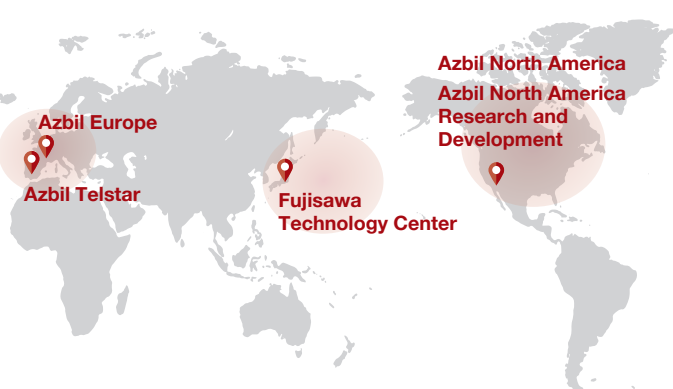 Azbil Europe
Azbil Telstar
Fujisawa
Technology Center
Azbil North America
Azbil North America
Research and
Development